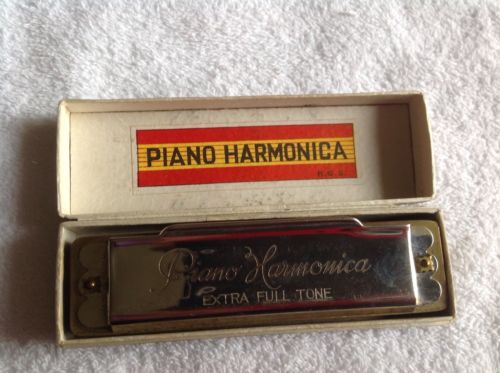 PIANO HARMONICA
Piano Harmonica
EXTRA FULL TONE